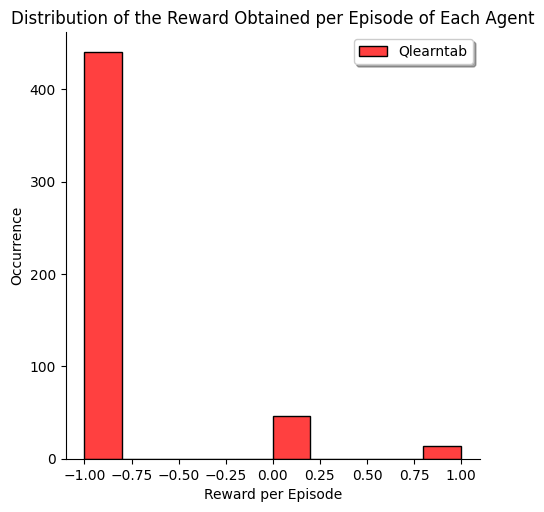 Distribution of the Reward Obtained per Episode of Each Agent
Qlearntab
400
300
200
100
0
Occurrence
−1.00 −0.75 −0.50 −0.25 0.00 0.25 0.50 0.75 1.00
Reward per Episode